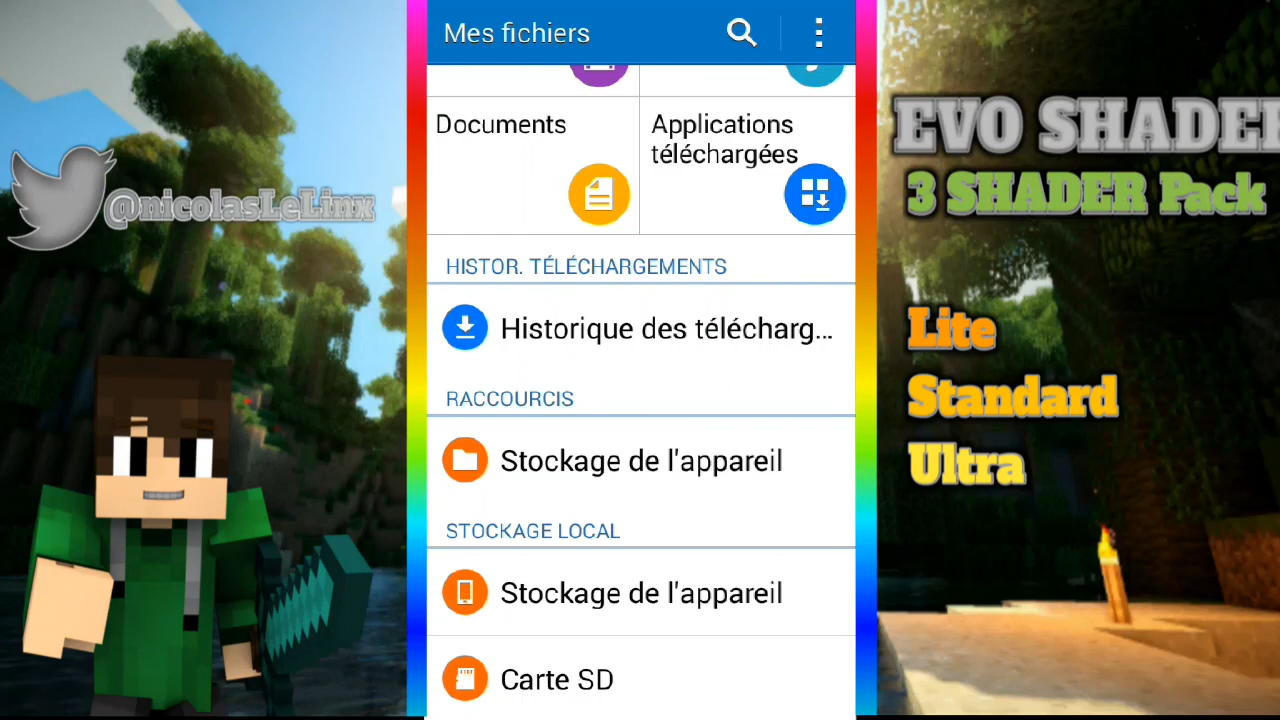 @nicolasLeLinx
Mes fichiers
Documents
Applications
téléchargées
HISTOR. TÉLÉCHARGEMENTS
Historique des télécharg...
RACCOURCIS
Stockage de l'appareil
STOCKAGE LOCAL
Stockage de l'appareil
Carte SD
EVO SHADER
3 SHADER Pack
Lite
Standard
Ultra